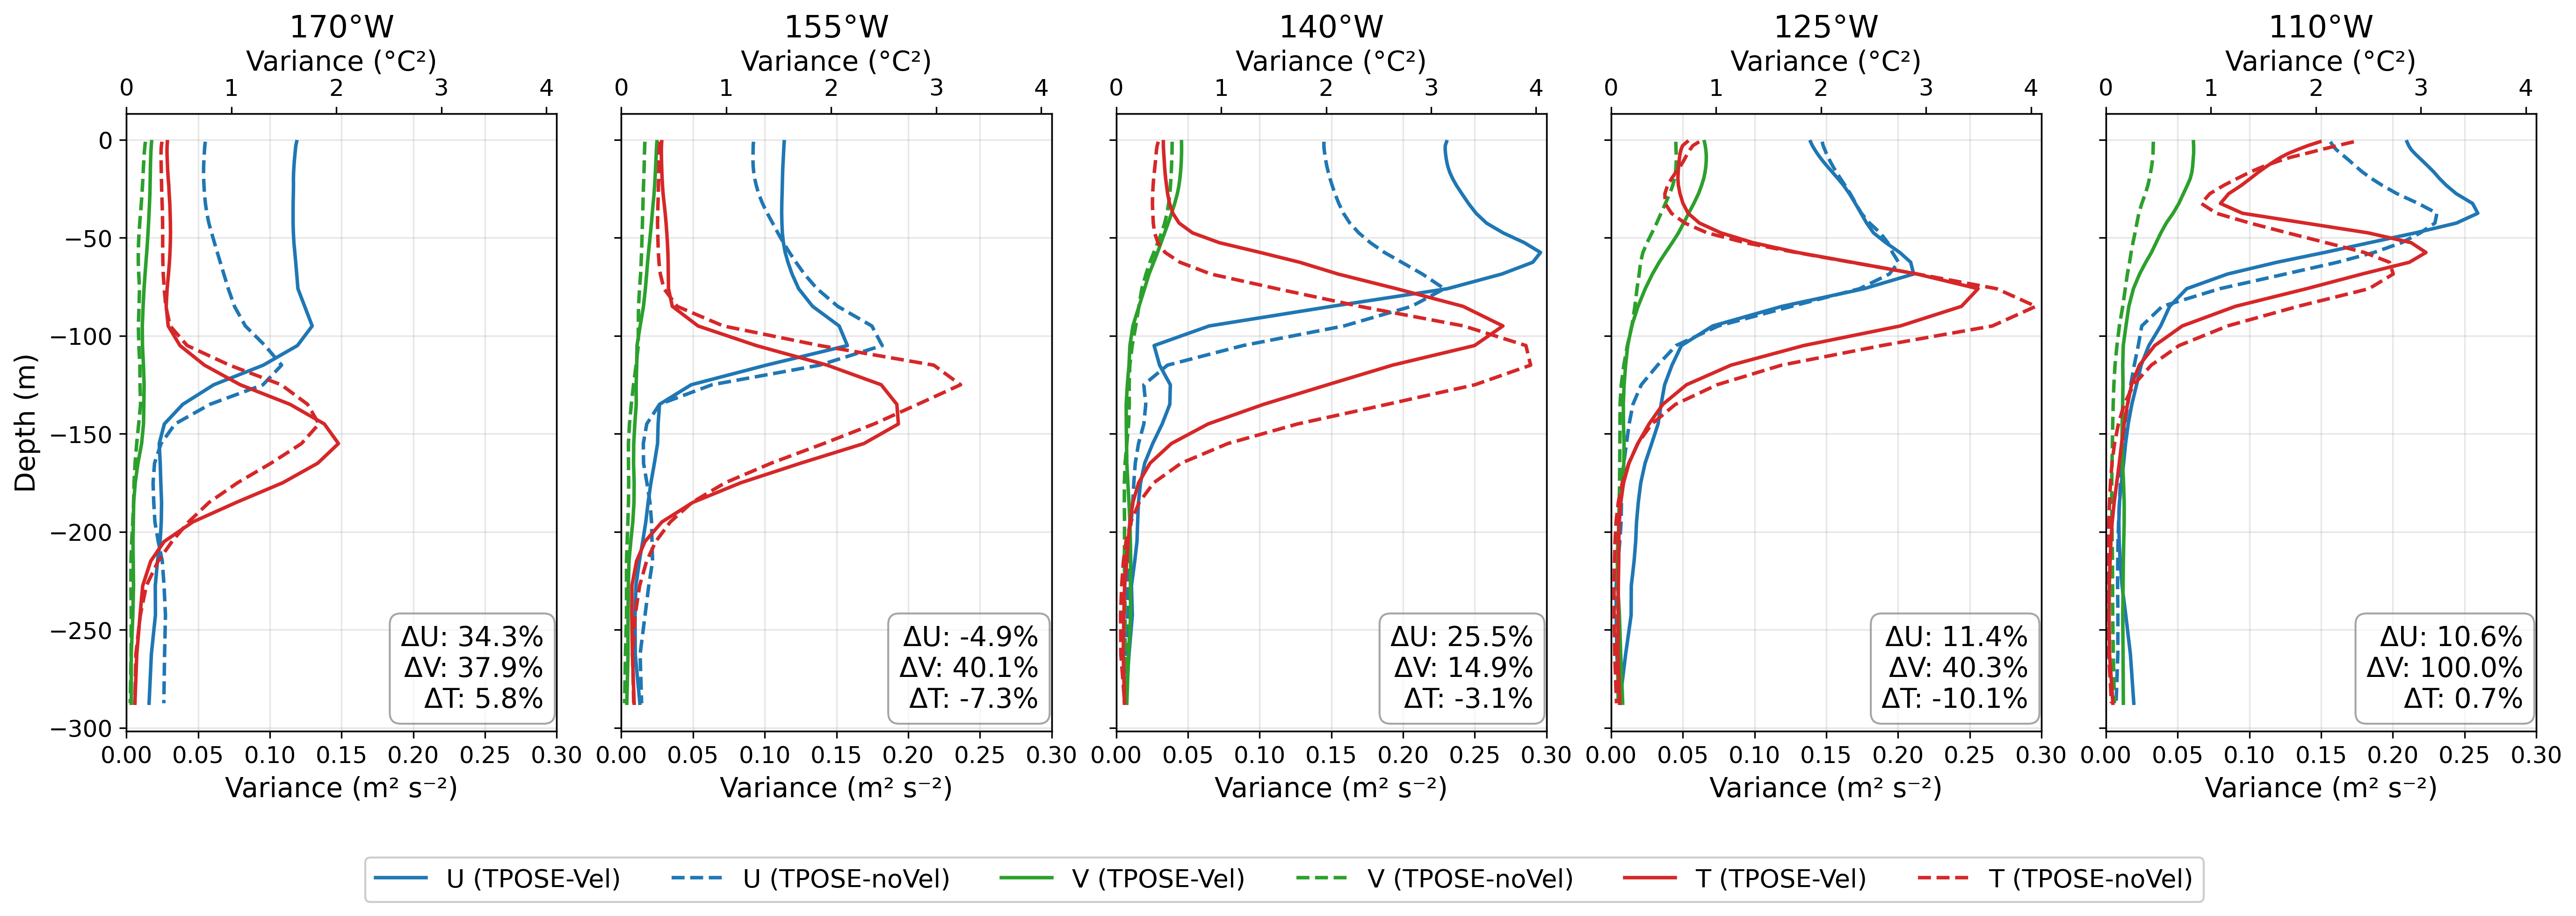 170°W 155°W 140°W 125°W 110°W
Variance (°C²) Variance (°C²) Variance (°C²) Variance (°C²) Variance (°C²)
0 1 2 3 4 0 1 2 3 4 0 1 2 3 4 0 1 2 3 4 0 1 2 3 4
Depth (m)
0
−50
−100
−150
−200
−250
−300
ΔU: 34.3%
ΔV: 37.9%
ΔT: 5.8%
ΔU: -4.9%
ΔV: 40.1%
ΔT: -7.3%
ΔU: 25.5%
ΔV: 14.9%
ΔT: -3.1%
ΔU: 11.4%
ΔV: 40.3%
ΔT: -10.1%
ΔU: 10.6%
ΔV: 100.0%
ΔT: 0.7%
0.00 0.05 0.10 0.15 0.20 0.25 0.30 0.00 0.05 0.10 0.15 0.20 0.25 0.30 0.00 0.05 0.10 0.15 0.20 0.25 0.30 0.00 0.05 0.10 0.15 0.20 0.25 0.30 0.00 0.05 0.10 0.15 0.20 0.25 0.30
Variance (m² s⁻²) Variance (m² s⁻²) Variance (m² s⁻²) Variance (m² s⁻²) Variance (m² s⁻²)
U (TPOSE-Vel) U (TPOSE-noVel) V (TPOSE-Vel) V (TPOSE-noVel) T (TPOSE-Vel) T (TPOSE-noVel)